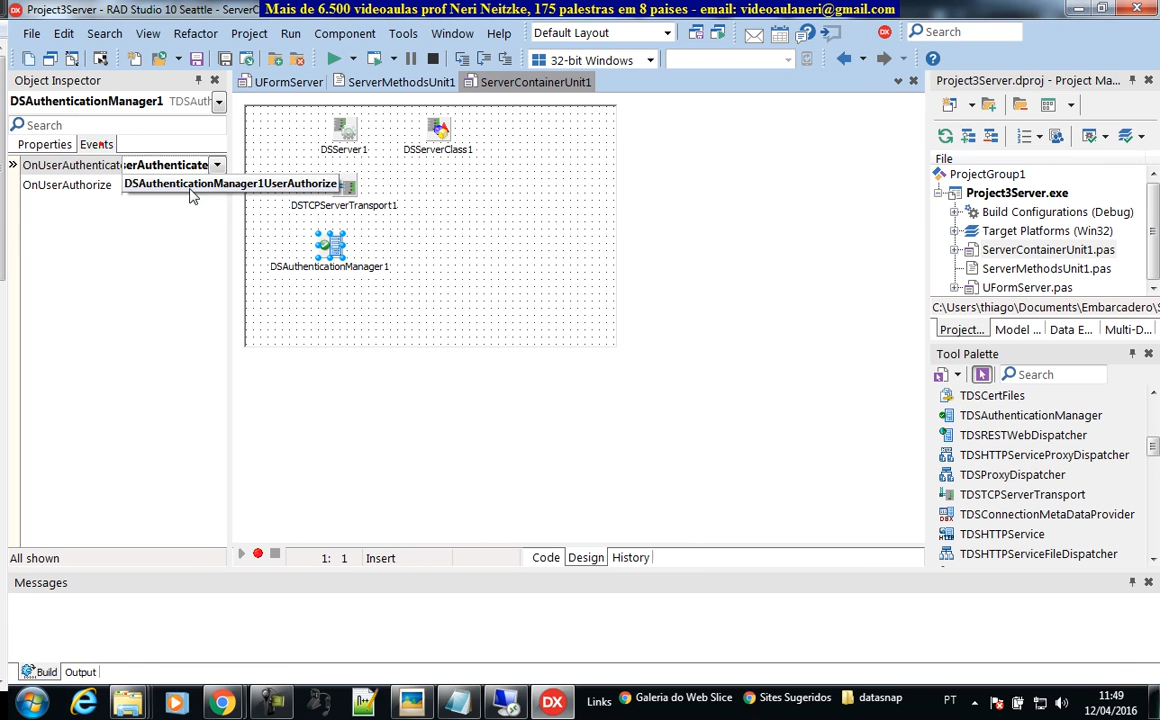 Project3Server - RAD Studio 10 Seattle - ServerC
Mais de 6.500 videoaulas prof Neri Neitzke, 175 palestras em 8 paises - email: videoaulaneri@gmail.com
File Edit Search View Refactor Project Run Component Tools Window Help
Default Layout
Search
32-bit Windows
Object Inspector
UFormServer
ServerMethodsUnit1
ServerContainerUnit1
Project3Server.dproj - Project Ma...
DSAuthenticationManager1 TDSAuth
Search
Properties Events
OnUserAuthenticat
serAuthenticate
OnUserAuthorize
DSAuthenticationManager1UserAuthorize
DSServer1
DSServerClass1
DSTCPServerTransport1
DSAuthenticationManager1
File
ProjectGroup1
Project3Server.exe
Build Configurations (Debug)
Target Platforms (Win32)
ServerContainerUnit1.pas
ServerMethodsUnit1.pas
UFormServer.pas
C:\Users\thiago\Documents\Embarcadero\S
Project... Model ... Data E... Multi-D...
Tool Palette
Search
TDSCertFiles
TDSAuthenticationManager
TDSRESTWebDispatcher
TDSHTTPServiceProxyDispatcher
TDSProxyDispatcher
TDSTCPServerTransport
TDSConnectionMetaDataProvider
TDSHTTPService
TDSHTTPServiceFileDispatcher
All shown
1: 1
Insert
Code Design History
Messages
Build Output
Links
Galeria do Web Slice
Sites Sugeridos
datasnap
PT
11:49
12/04/2016